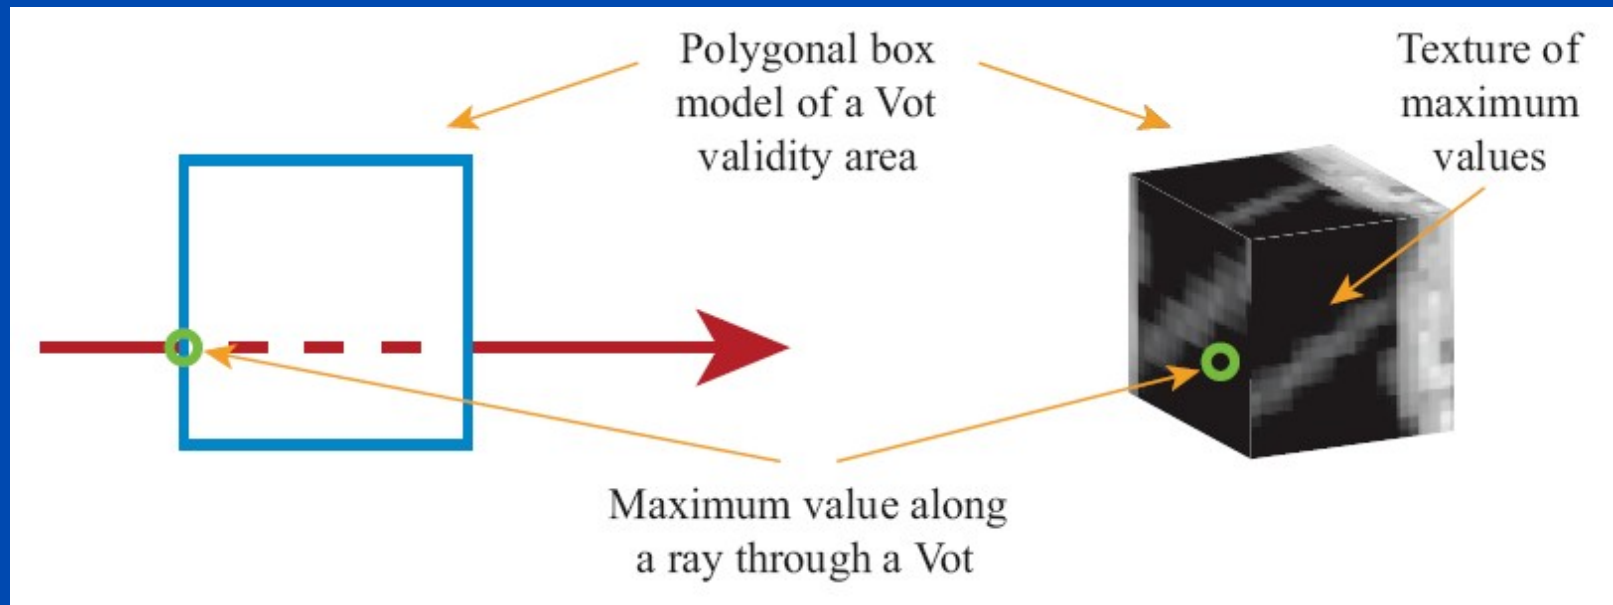 Polygonal box
model of a Vot
validity area
Texture of
maximum
values
Maximum value along
a ray through a Vot